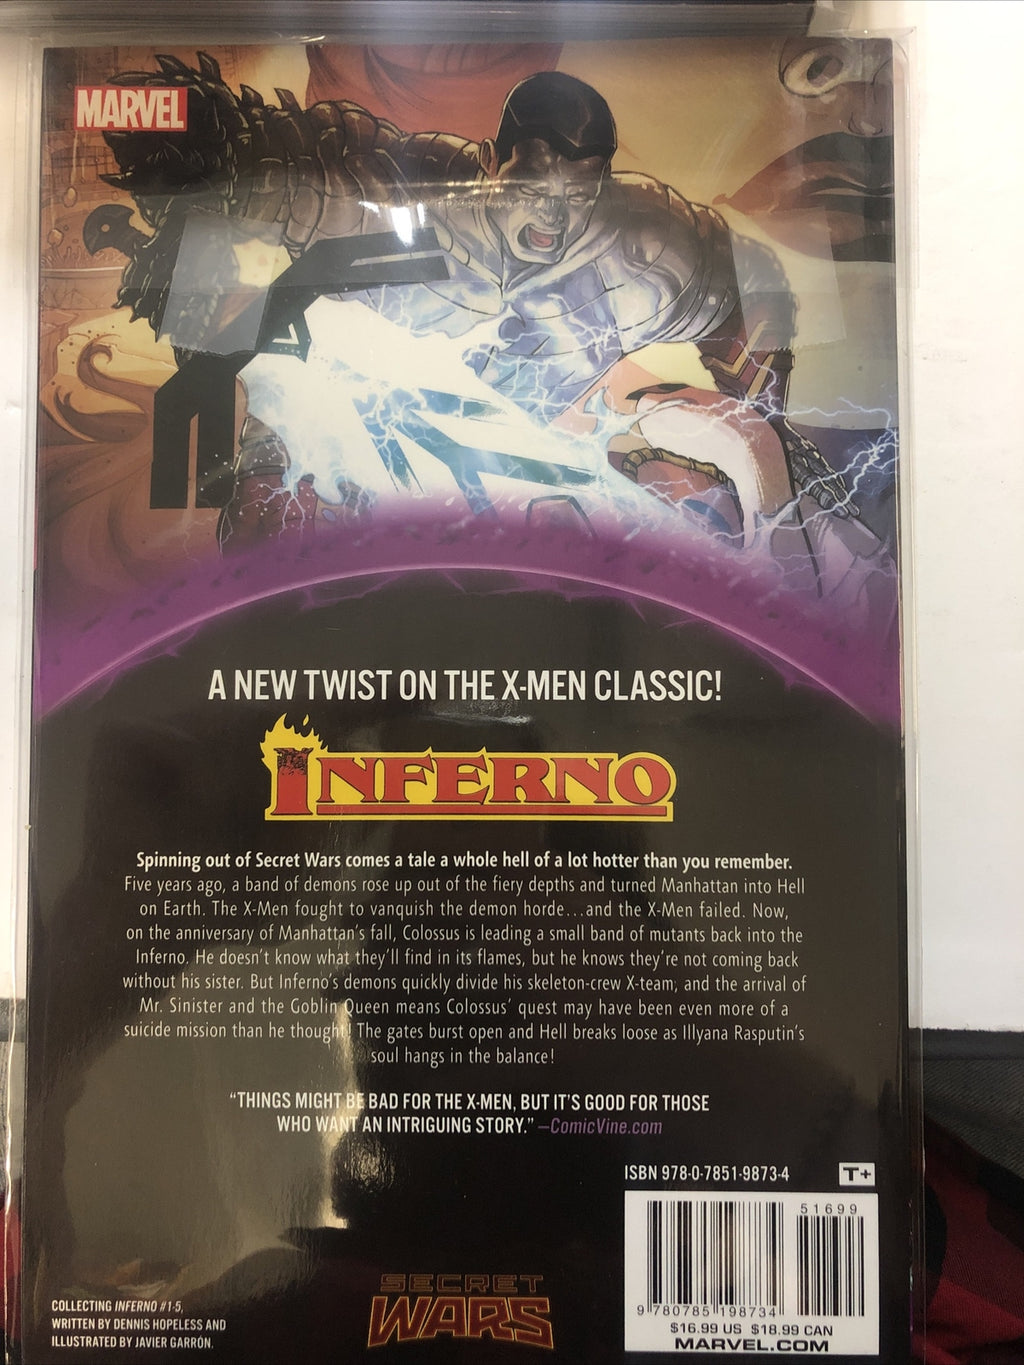 MARVEL
A NEW TWIST ON THE X-MEN CLASSIC!
INFERNO
Spinning out of Secret Wars comes a tale a whole hell of a lot hotter than you remember.
Five years ago, a band of demons rose up out of the fiery depths and turned Manhattan into Hell
on Earth. The X-Men fought to vanquish the demon horde...and the X-Men failed. Now,
on the anniversary of Manhattan's fall, Colossus is leading a small band of mutants back into the
Inferno. He doesn't know what they'll find in its flames, but he knows they're not coming back
without his sister. But Inferno's demons quickly divide his skeleton-crew X-team, and the arrival of
Mr. Sinister and the Goblin Queen means Colossus' quest may have been even more of a
suicide mission than he thought! The gates burst open and Hell breaks loose as Illyana Rasputin's
soul hangs in the balance!
"THINGS MIGHT BE BAD FOR THE X-MEN, BUT IT'S GOOD FOR THOSE
WHO WANT AN INTRIGUING STORY." —ComicVine.com
ISBN 978-0-7851-9873-4 T+
51699
9 780785 198734
$16.99 US $18.99 CAN
MARVEL.COM
SECRET
WARS
COLLECTING INFERNO #1-5,
WRITTEN BY DENNIS HOPELESS AND
ILLUSTRATED BY JAVIER GARRÓN.